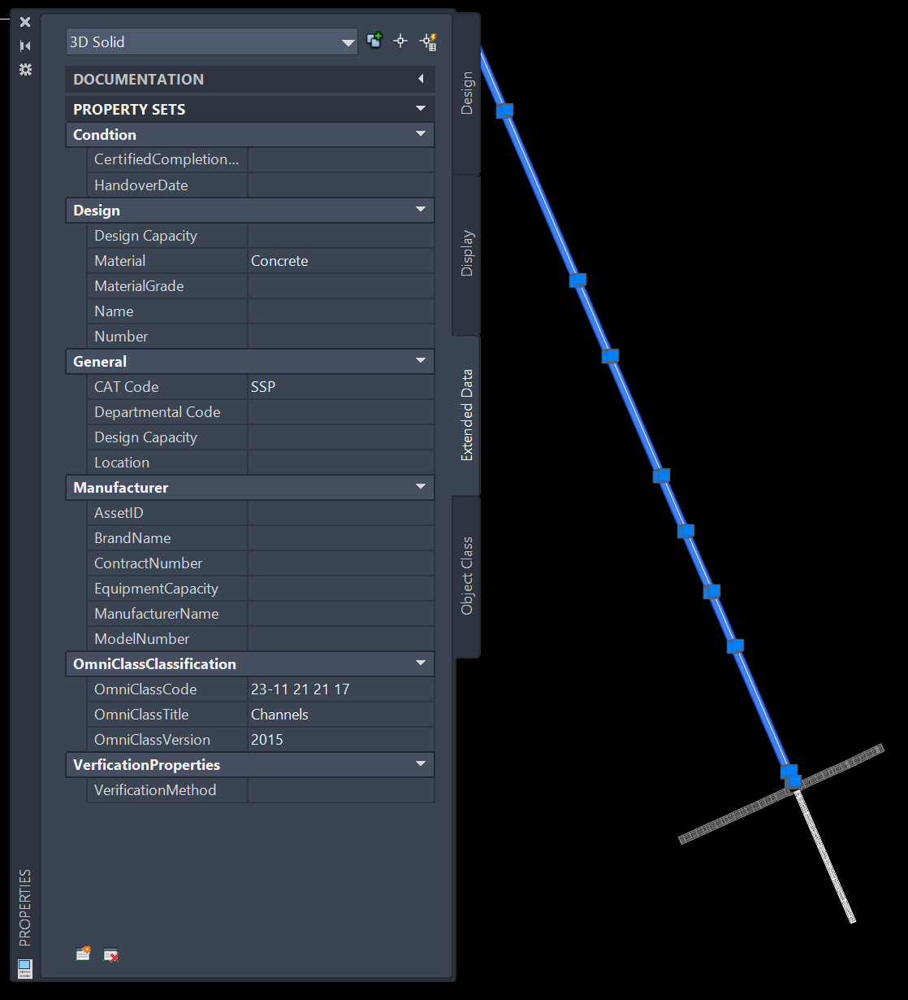 3D Solid
DOCUMENTATION
PROPERTY SETS
Condtion
CertifiedCompletion...
HandoverDate
Design
Design Capacity
Material Concrete
MaterialGrade
Name
Number
General
CAT Code SSP
Departmental Code
Design Capacity
Location
Manufacturer
AssetID
BrandName
ContractNumber
EquipmentCapacity
ManufacturerName
ModelNumber
OmniClassClassification
OmniClassCode 23-11 21 21 17
OmniClassTitle Channels
OmniClassVersion 2015
VerficationProperties
VerificationMethod
Design
Display
Extended Data
Object Class
PROPERTIES